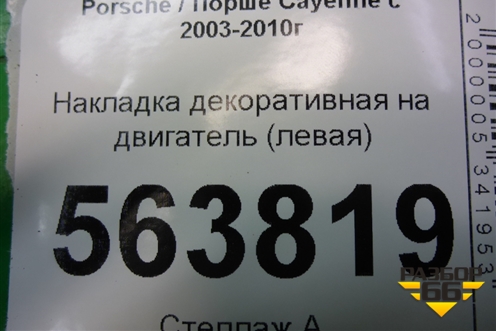 Porsche / Порше Cayenne с
2003-2010г
Накладка декоративная на
двигатель (левая)
563819
Стеллаж А
2000005341953
РАЗБОР
66